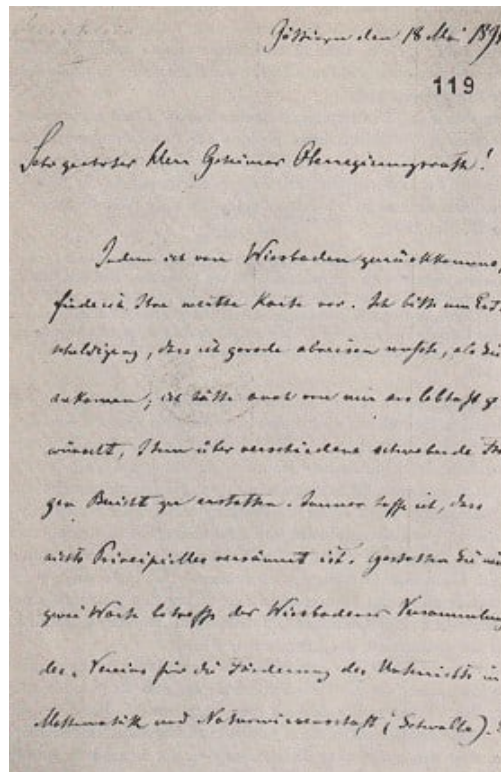 Göttingen den 18 Mai 189
119
Sehr geehrter Herr Geheimer Oberregierungsrath!
Indem ich von Wiesbaden zurückkomme,
finde ich Ihre werthe Karte vor. Ich bitte um Ent-
schuldigung, dass ich gerade abreisen musste, als Sie
ankamen; ich hätte auch von mir aus lebhaft ge
wünscht, Ihnen über verschiedene schwebende Fra
gen Bericht zu erstatten. Immer hoffe ich, dass
nichts Principielles versäumt ist. Gestatten Sie mir
zwei Worte betreffs der Wiesbadener Versammlung
des Vereins für die Förderung des Unterrichts in
Mathematik und Naturwissenschaft (Schwalbe).